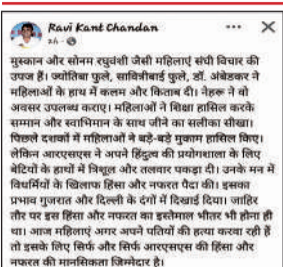 Ravi Kant Chandan
2h
मुस्कान और सोनम रघुवंशी जैसी महिलाएं संघी विचार की
उपज हैं। ज्योतिबा फुले, सावित्रीबाई फुले, डॉ. अंबेडकर ने
महिलाओं के हाथ में कलम और किताब दी। नेहरू ने वो
अवसर उपलब्ध कराए। महिलाओं ने शिक्षा हासिल करके
सम्मान और स्वाभिमान के साथ जीने का सलीका सीखा।
पिछले दशकों में महिलाओं ने बड़े-बड़े मुकाम हासिल किए।
लेकिन आरएसएस ने अपने हिंदुत्व की प्रयोगशाला के लिए
बेटियों के हाथों में त्रिशूल और तलवार पकड़ा दी। उनके मन में
विधर्मियों के खिलाफ हिंसा और नफरत पैदा की। इसका
प्रभाव गुजरात और दिल्ली के दंगों में दिखाई दिया। जाहिर
तौर पर इस हिंसा और नफरत का इस्तेमाल भीतर भी होना ही
था। आज महिलाएं अगर अपने पतियों की हत्या करवा रही हैं
तो इसके लिए सिर्फ और सिर्फ आरएसएस की हिंसा और
नफरत की मानसिकता जिम्मेदार है।